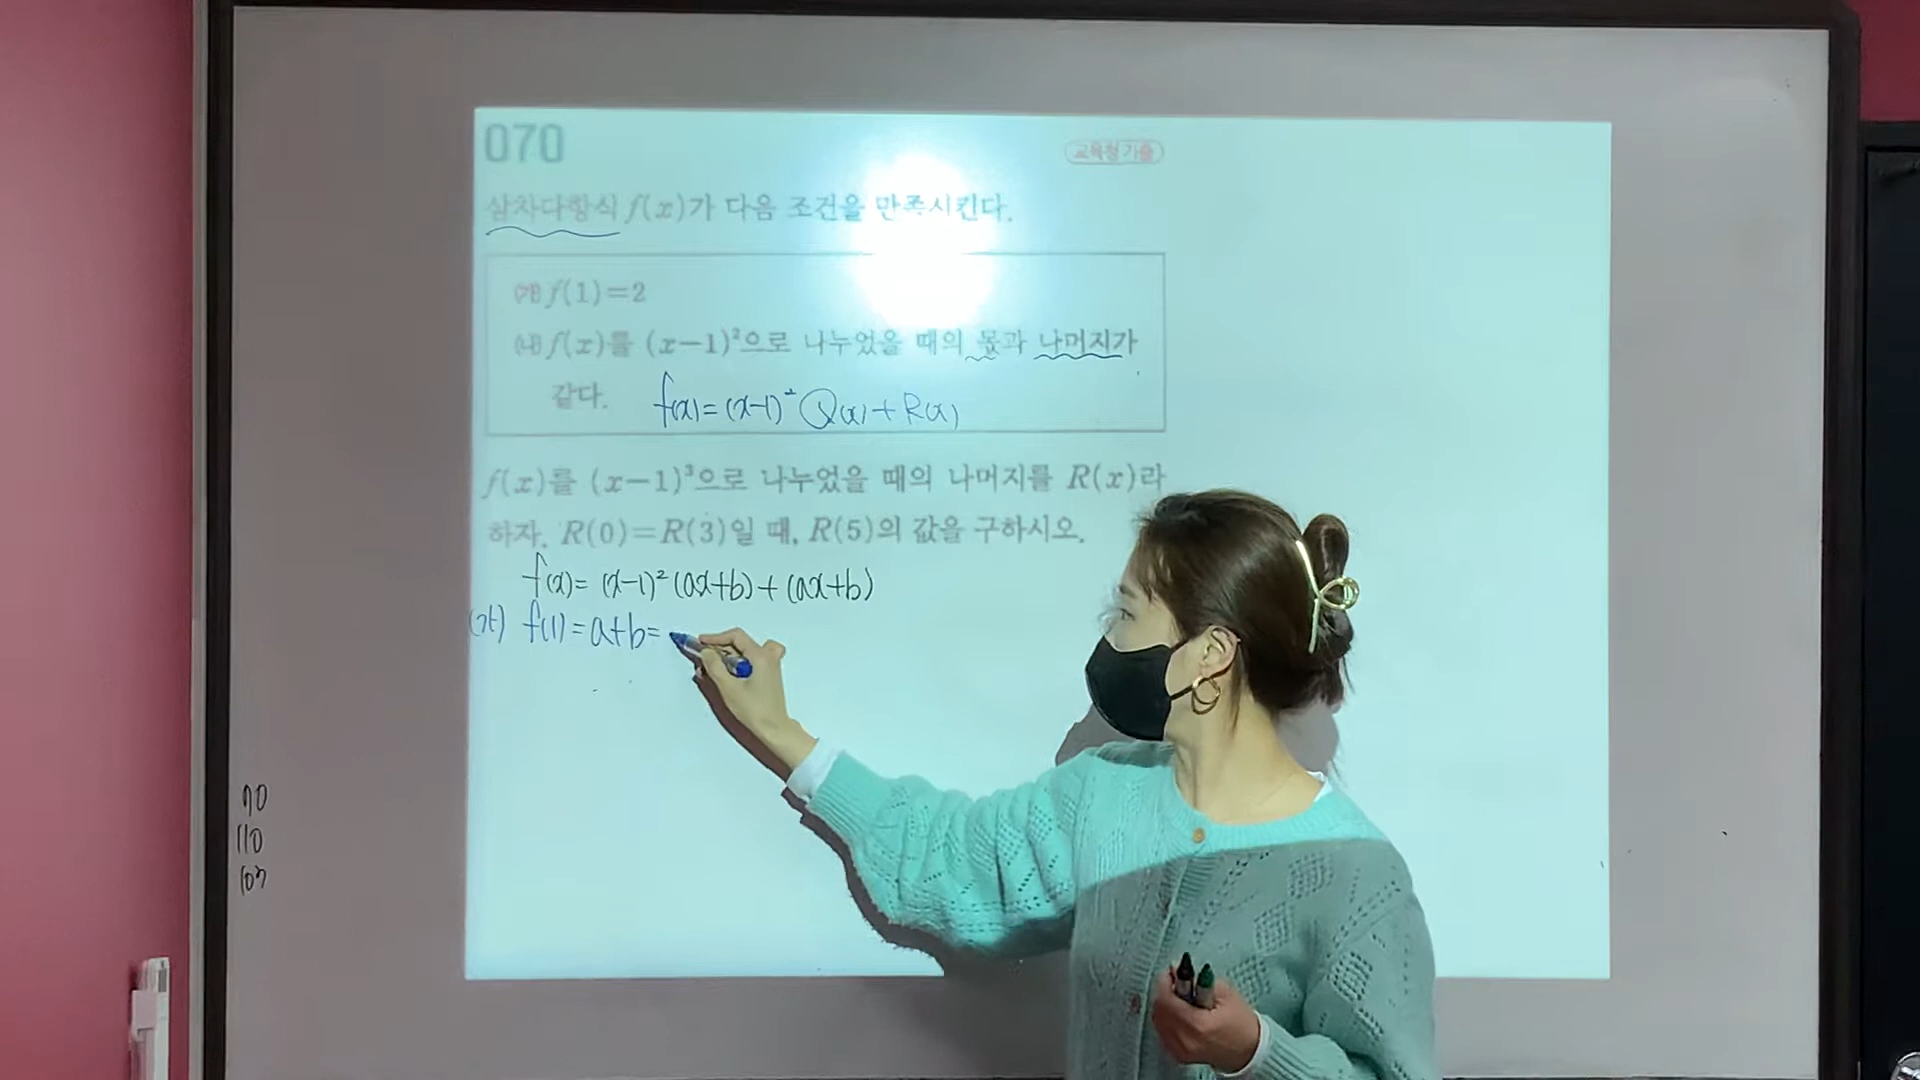 070
교육청 기출
삼차다항식 f(x)가 다음 조건을 만족시킨다.
(가) f(1)=2
(나) f(x)를 (x-1)²으로 나누었을 때의 몫과 나머지가
같다.
f(x)=(x-1)² Q(x)+R(x)
f(x)를 (x-1)³으로 나누었을 때의 나머지를 R(x)라
하자. R(0)=R(3)일 때, R(5)의 값을 구하시오.
f(x)=(x-1)²(ax+b)+(ax+b)
(가) f(1)=a+b=
70
110
103